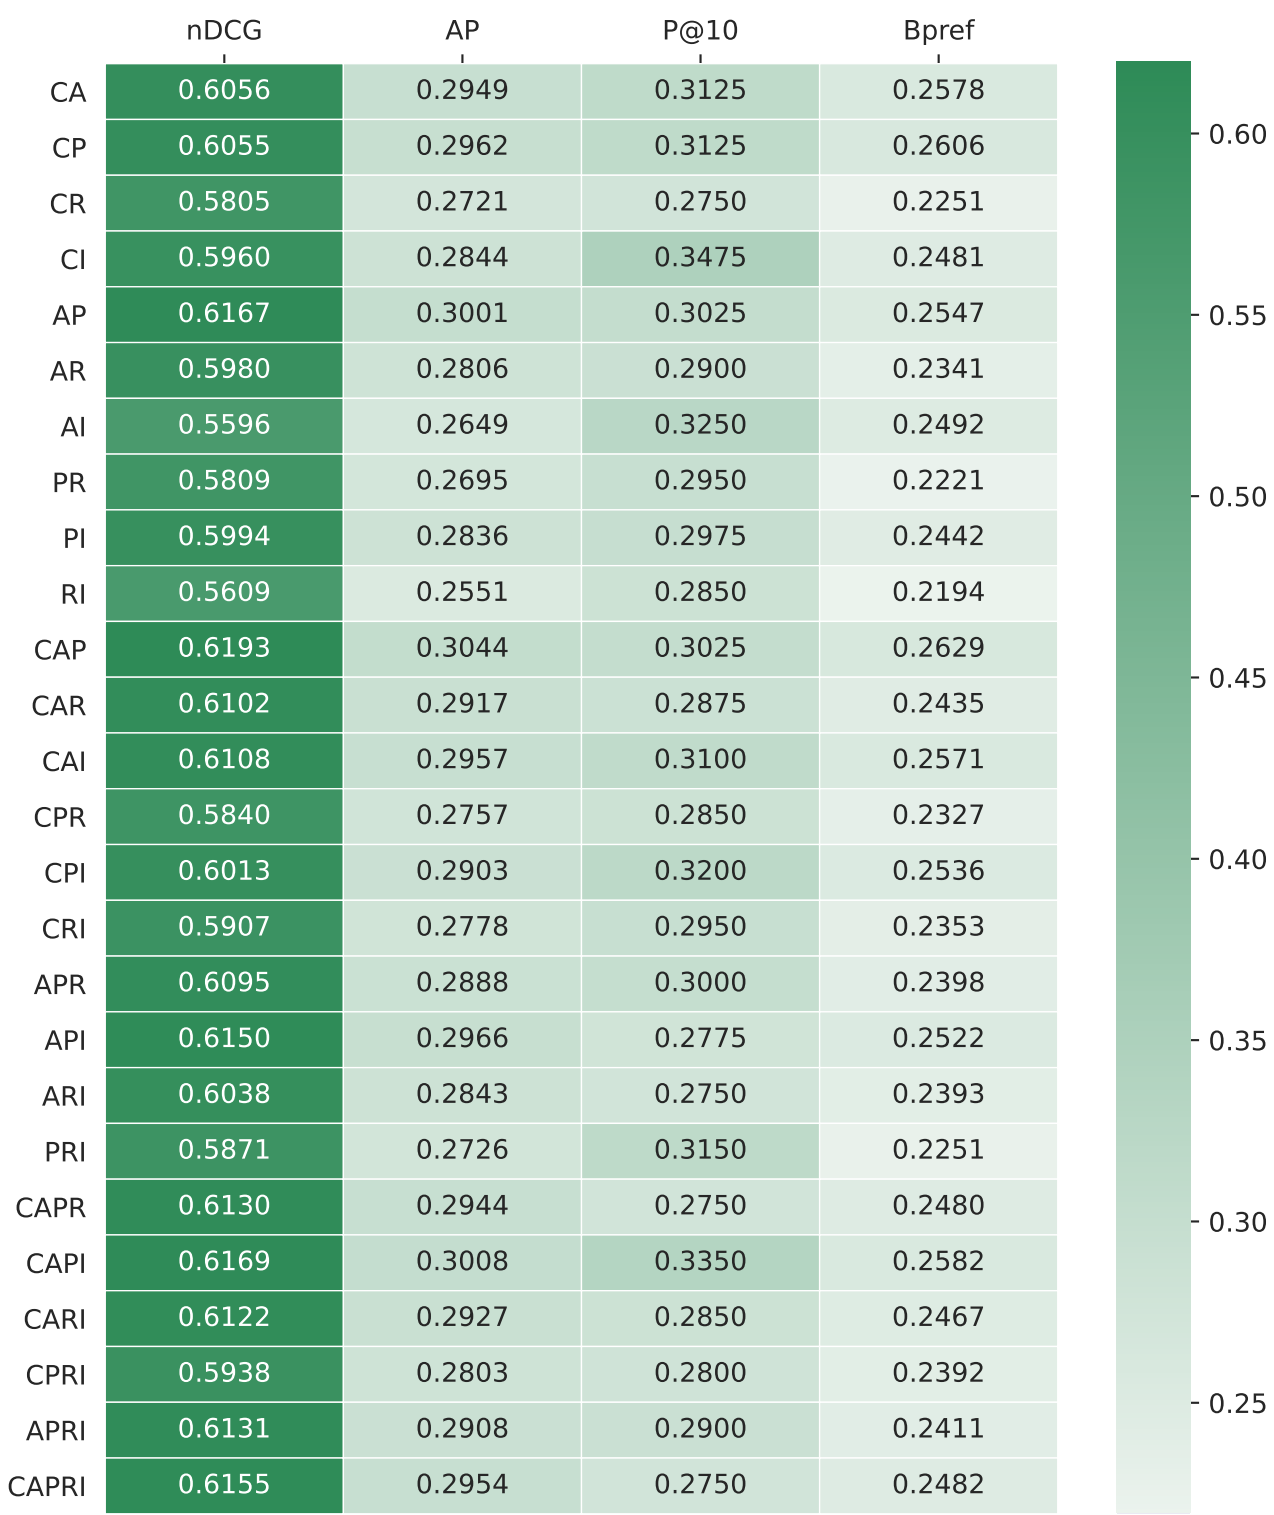 nDCG AP P@10 Bpref
CA 0.6056 0.2949 0.3125 0.2578
CP 0.6055 0.2962 0.3125 0.2606
CR 0.5805 0.2721 0.2750 0.2251
CI 0.5960 0.2844 0.3475 0.2481
AP 0.6167 0.3001 0.3025 0.2547
AR 0.5980 0.2806 0.2900 0.2341
AI 0.5596 0.2649 0.3250 0.2492
PR 0.5809 0.2695 0.2950 0.2221
PI 0.5994 0.2836 0.2975 0.2442
RI 0.5609 0.2551 0.2850 0.2194
CAP 0.6193 0.3044 0.3025 0.2629
CAR 0.6102 0.2917 0.2875 0.2435
CAI 0.6108 0.2957 0.3100 0.2571
CPR 0.5840 0.2757 0.2850 0.2327
CPI 0.6013 0.2903 0.3200 0.2536
CRI 0.5907 0.2778 0.2950 0.2353
APR 0.6095 0.2888 0.3000 0.2398
API 0.6150 0.2966 0.2775 0.2522
ARI 0.6038 0.2843 0.2750 0.2393
PRI 0.5871 0.2726 0.3150 0.2251
CAPR 0.6130 0.2944 0.2750 0.2480
CAPI 0.6169 0.3008 0.3350 0.2582
CARI 0.6122 0.2927 0.2850 0.2467
CPRI 0.5938 0.2803 0.2800 0.2392
APRI 0.6131 0.2908 0.2900 0.2411
CAPRI 0.6155 0.2954 0.2750 0.2482
0.60
0.55
0.50
0.45
0.40
0.35
0.30
0.25